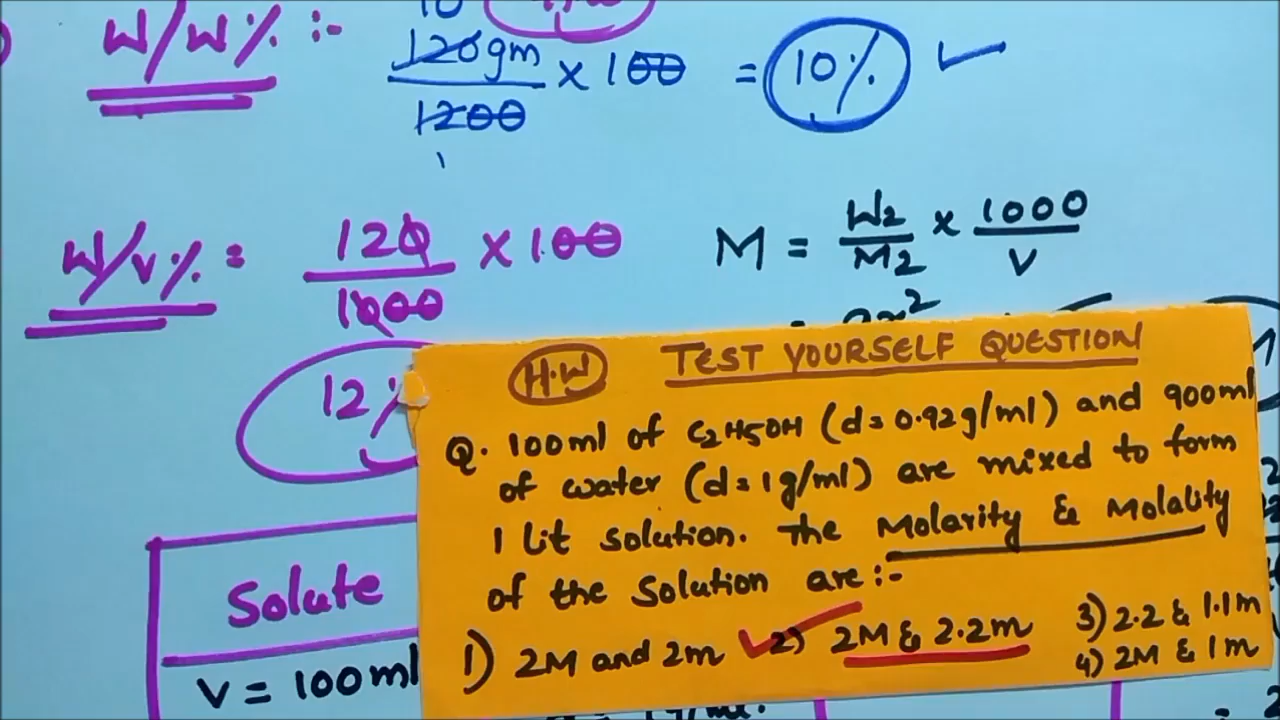 W/W% :-
120gm
1200
× 100 = 10% ✓
W/V% = 120
1000
× 100
12%
M = W2
M2
× 1000
V
H.W TEST YOURSELF QUESTION
Q. 100ml of C2H5OH (d=0.92g/ml) and 900ml
of water (d=1g/ml) are mixed to form
1 lit solution. The Molarity & Molality
of the solution are:-
1) 2M and 2m
2) 2M & 2.2m
3) 2.2 & 1.1m
4) 2M & 1m
Solute
V = 100ml